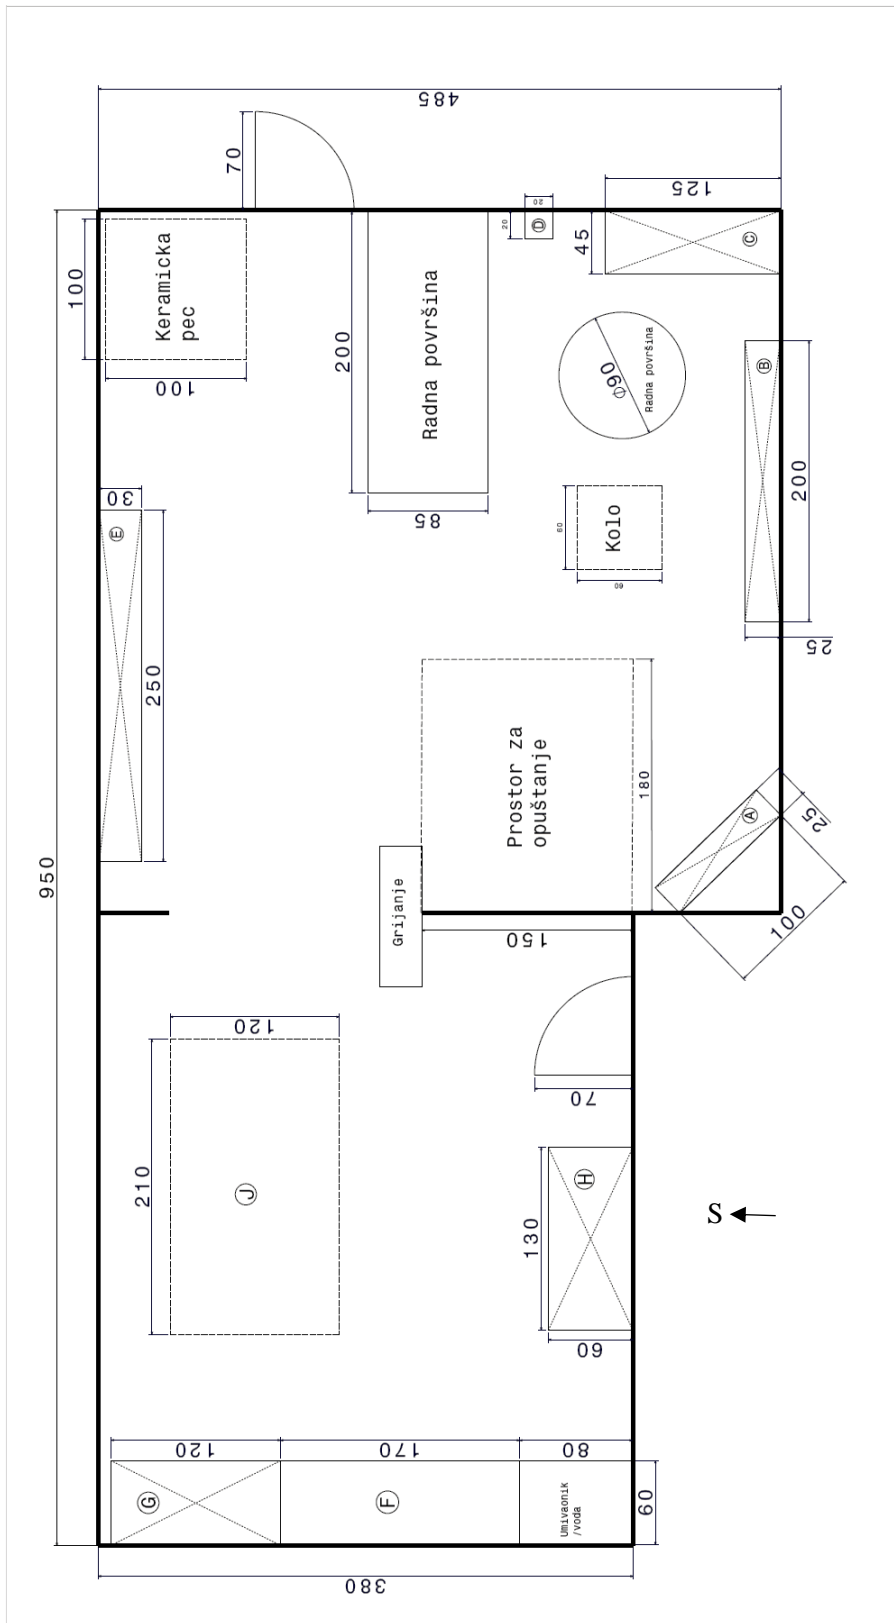 485
70
125
20
20
D
45
C
100
Keramicka
pec
100
200
Radna površina
Φ90
Radna površina
B
200
30
E
85
60
Kolo
60
250
25
Prostor za
opuštanje
180
A
25
950
Grijanje
150
100
120
70
210
J
130
H
S
60
120
170
80
G
F
Umivaonik
/voda
60
380